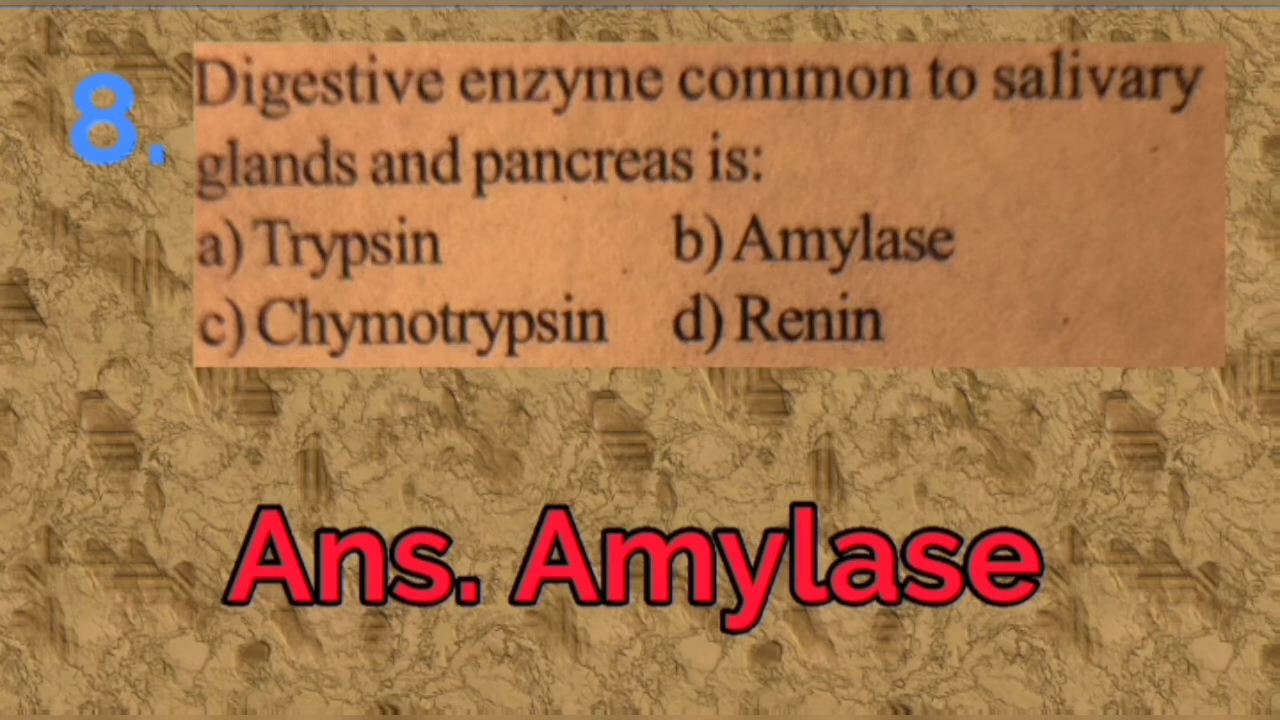 8. Digestive enzyme common to salivary
glands and pancreas is:
a) Trypsin b) Amylase
c) Chymotrypsin d) Renin
Ans. Amylase